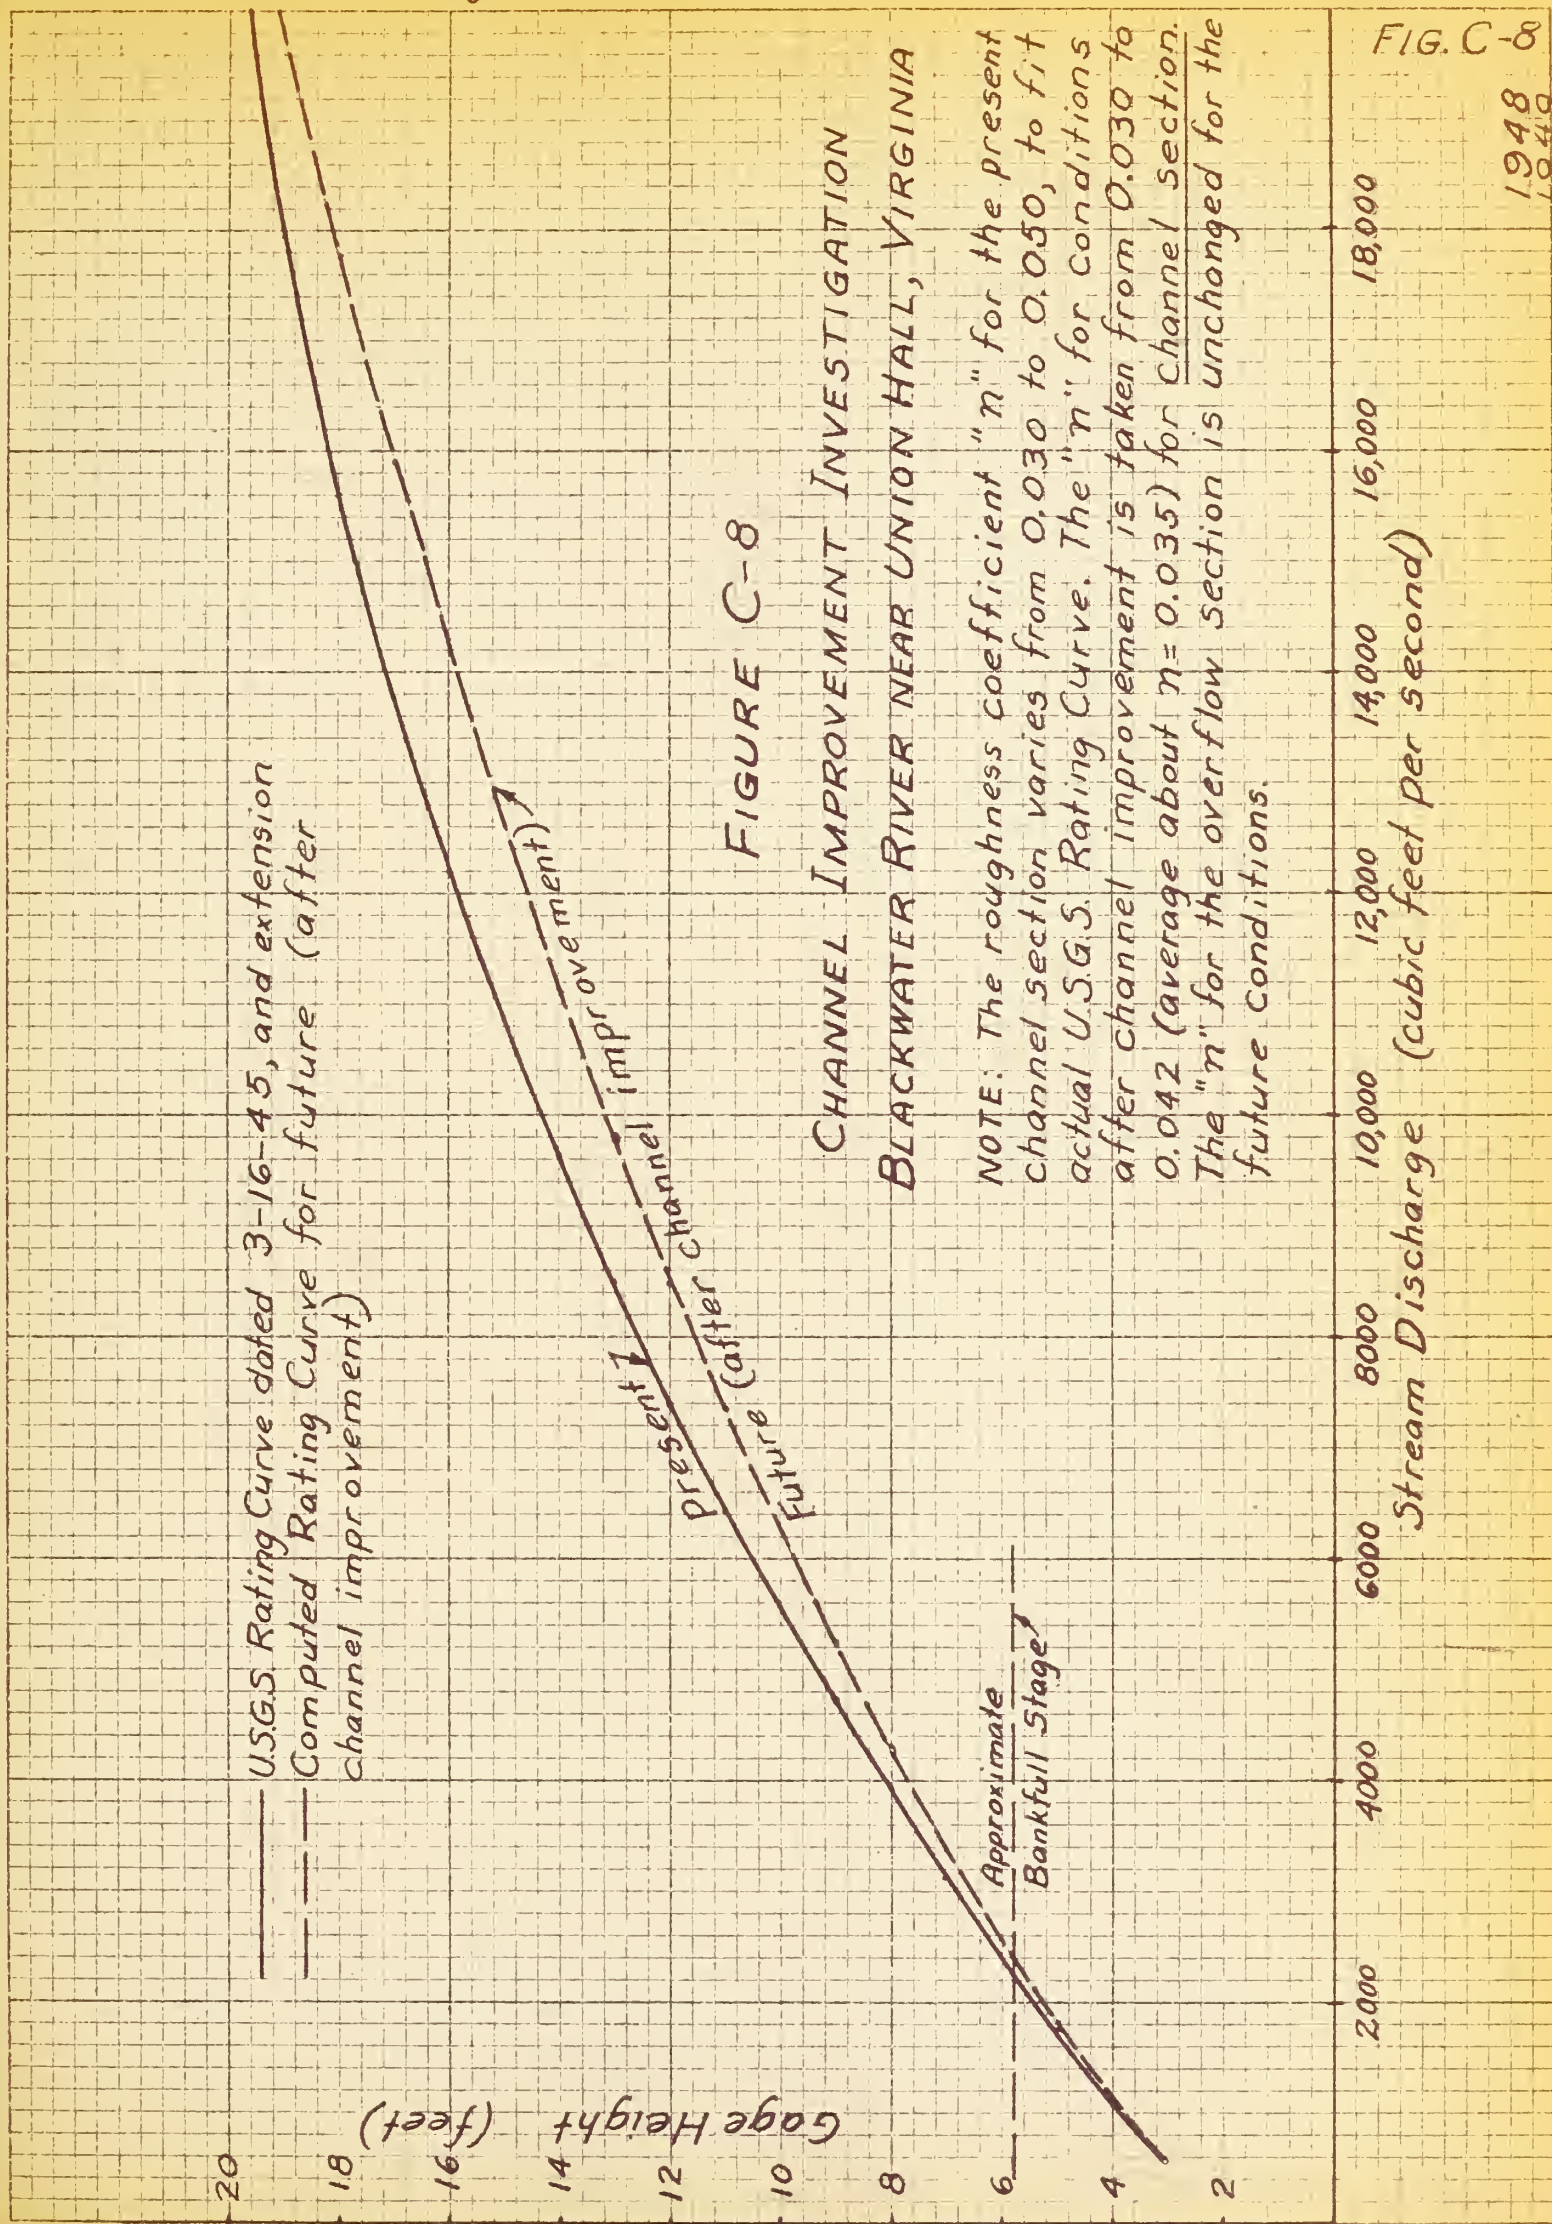 FIG. C-8
1948
1949
U.S.G.S. Rating Curve dated 3-16-45, and extension
Computed Rating Curve for future (after
channel improvement)
present
future (after channel improvement)
Approximate
Bankfull Stage
FIGURE C-8
CHANNEL IMPROVEMENT INVESTIGATION
BLACKWATER RIVER NEAR UNION HALL, VIRGINIA
NOTE: The roughness coefficient "n" for the present
channel section varies from 0.030 to 0.050, to fit
actual U.S.G.S. Rating Curve. The "n" for Conditions
after channel improvement is taken from 0.030 to
0.042 (average about n= 0.035) for channel section.
The "n" for the overflow section is unchanged for the
future conditions.
Gage Height (feet)
20
18
16
14
12
10
8
6
4
2
2000
4000
6000
8000
10,000
12,000
14,000
16,000
18,000
Stream Discharge (cubic feet per second)